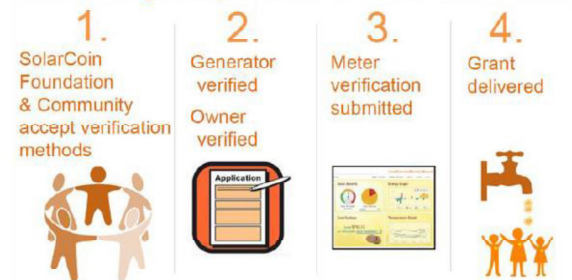 1.
SolarCoin
Foundation
& Community
accept verification
methods
2.
Generator
verified
Owner
verified
Application
3.
Meter
verification
submitted
4.
Grant
delivered